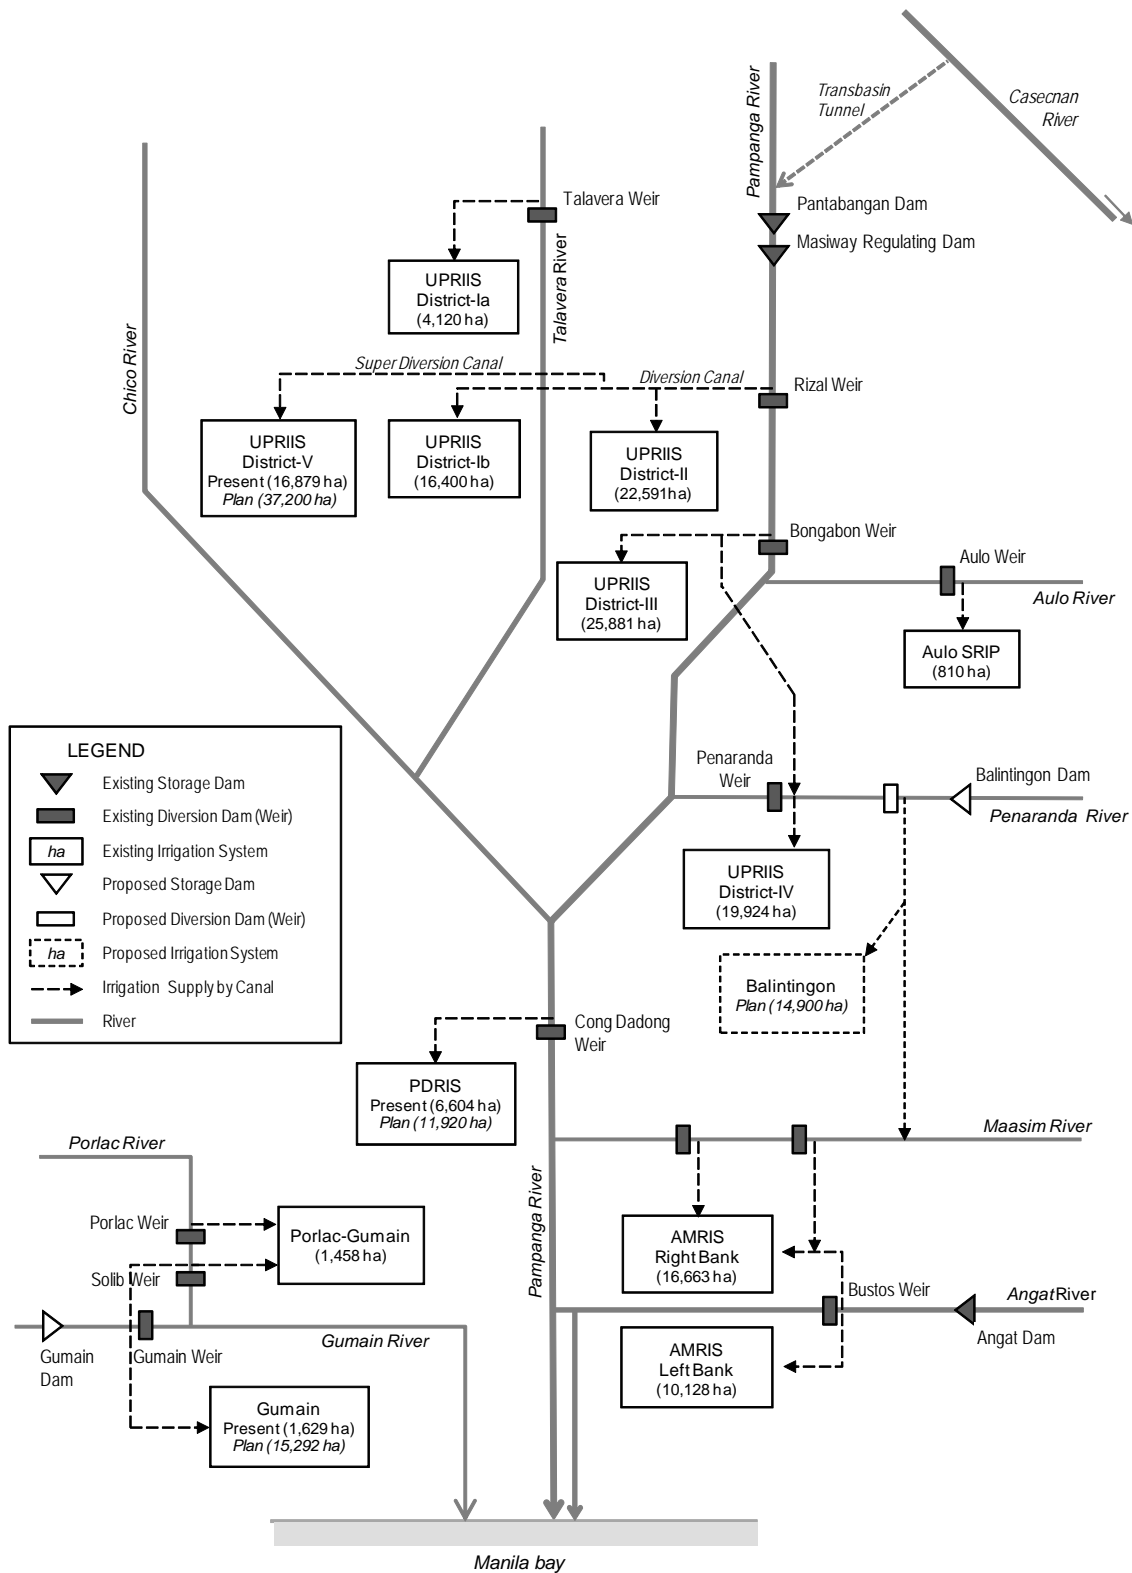 Pampanga River
Transbasin
Tunnel
Casecnan
River
Pantabangan Dam
Masiway Regulating Dam
Talavera Weir
Talavera River
UPRIIS
District-Ia
(4,120 ha)
Chico River
Super Diversion Canal
Diversion Canal
Rizal Weir
UPRIIS
District-V
Present (16,879 ha)
Plan (37,200 ha)
UPRIIS
District-Ib
(16,400 ha)
UPRIIS
District-II
(22,591ha)
Bongabon Weir
UPRIIS
District-III
(25,881 ha)
Aulo Weir
Aulo River
Aulo SRIP
(810 ha)
LEGEND
Existing Storage Dam
Existing Diversion Dam (Weir)
ha Existing Irrigation System
Proposed Storage Dam
Proposed Diversion Dam (Weir)
ha Proposed Irrigation System
Irrigation Supply by Canal
River
Penaranda
Weir
Balintingon Dam
Penaranda River
UPRIIS
District-IV
(19,924 ha)
Balintingon
Plan (14,900 ha)
Cong Dadong
Weir
PDRIS
Present (6,604 ha)
Plan (11,920 ha)
Maasim River
Porlac River
Porlac Weir
Porlac-Gumain
(1,458 ha)
Solib Weir
Pampanga River
AMRIS
Right Bank
(16,663 ha)
Bustos Weir
Angat River
Angat Dam
Gumain
Dam
Gumain Weir
Gumain River
AMRIS
Left Bank
(10,128 ha)
Gumain
Present (1,629 ha)
Plan (15,292 ha)
Manila bay